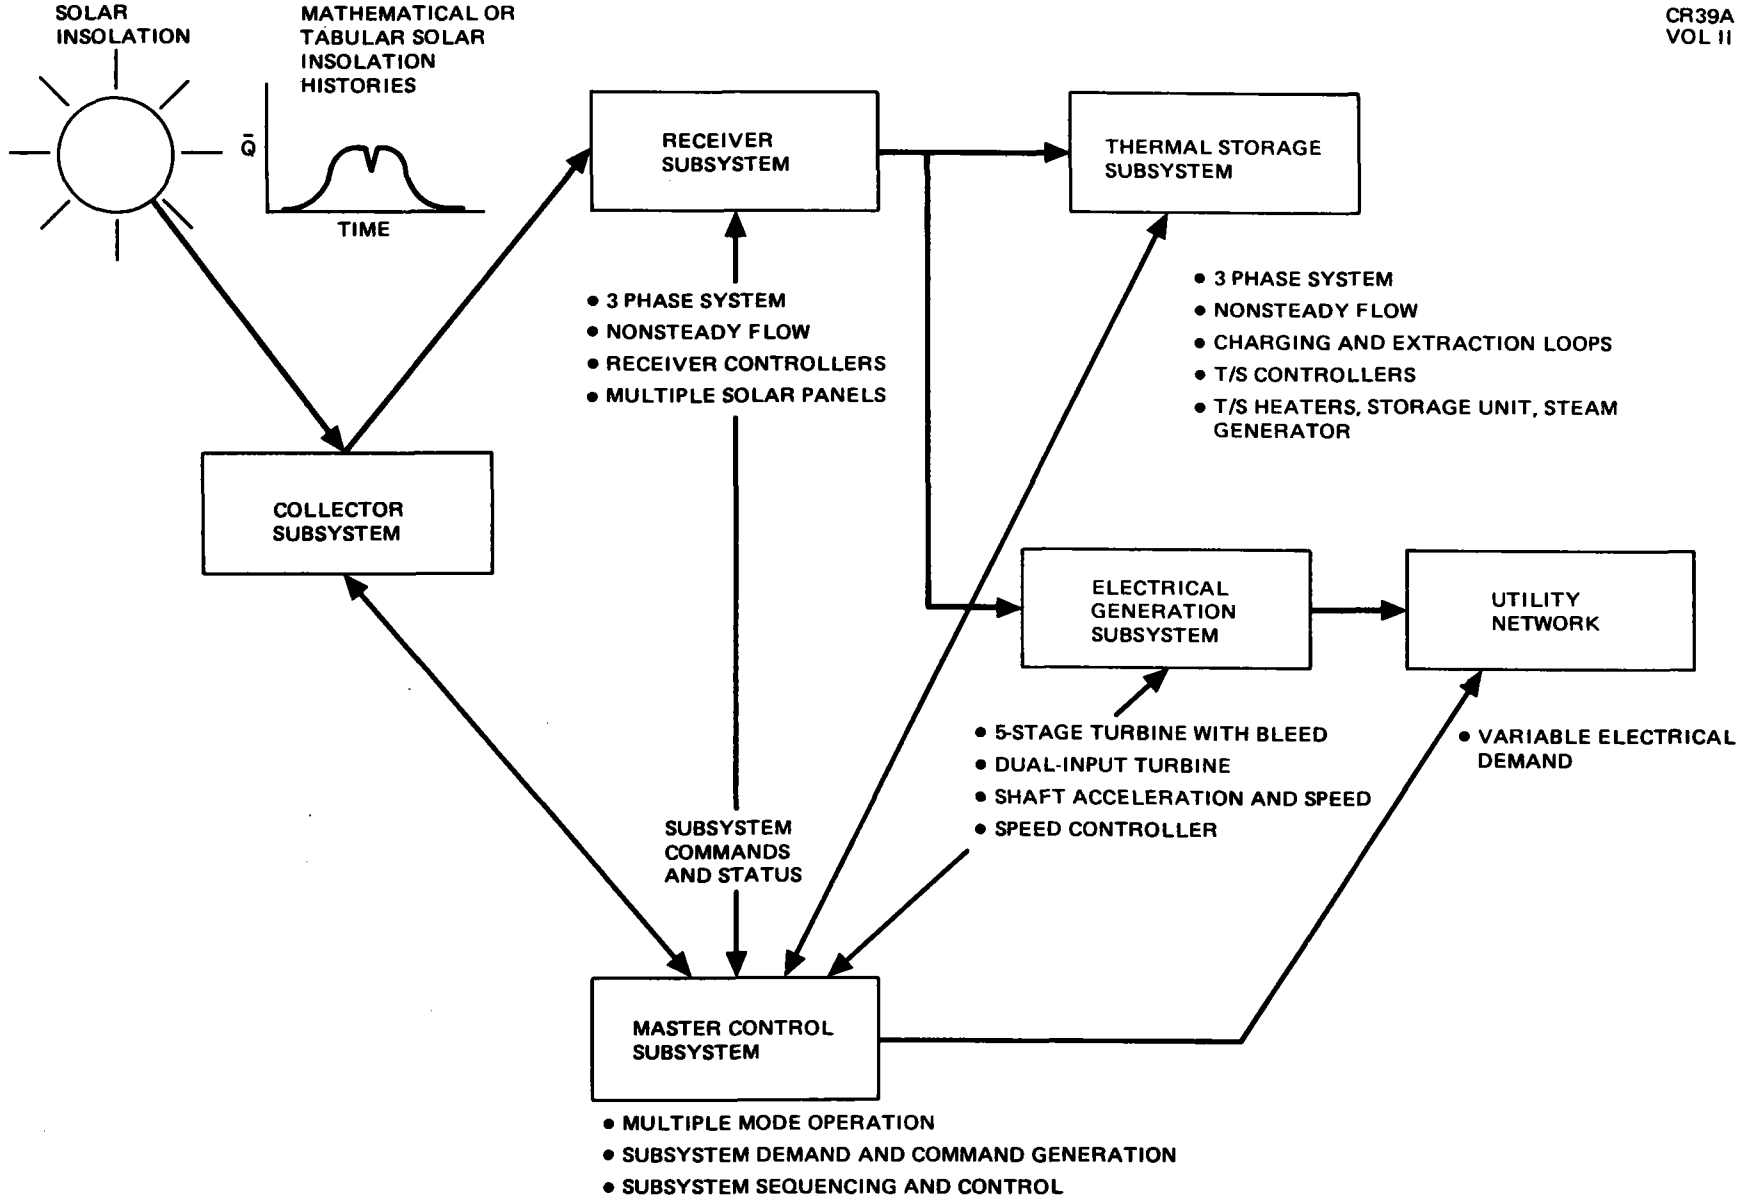 SOLAR
INSOLATION
MATHEMATICAL OR
TABULAR SOLAR
INSOLATION
HISTORIES
CR39A
VOL II
Q̄
TIME
RECEIVER
SUBSYSTEM
THERMAL STORAGE
SUBSYSTEM
● 3 PHASE SYSTEM
● NONSTEADY FLOW
● RECEIVER CONTROLLERS
● MULTIPLE SOLAR PANELS
● 3 PHASE SYSTEM
● NONSTEADY FLOW
● CHARGING AND EXTRACTION LOOPS
● T/S CONTROLLERS
● T/S HEATERS, STORAGE UNIT, STEAM
GENERATOR
COLLECTOR
SUBSYSTEM
ELECTRICAL
GENERATION
SUBSYSTEM
UTILITY
NETWORK
● 5-STAGE TURBINE WITH BLEED
● DUAL-INPUT TURBINE
● SHAFT ACCELERATION AND SPEED
● SPEED CONTROLLER
● VARIABLE ELECTRICAL
DEMAND
SUBSYSTEM
COMMANDS
AND STATUS
MASTER CONTROL
SUBSYSTEM
● MULTIPLE MODE OPERATION
● SUBSYSTEM DEMAND AND COMMAND GENERATION
● SUBSYSTEM SEQUENCING AND CONTROL